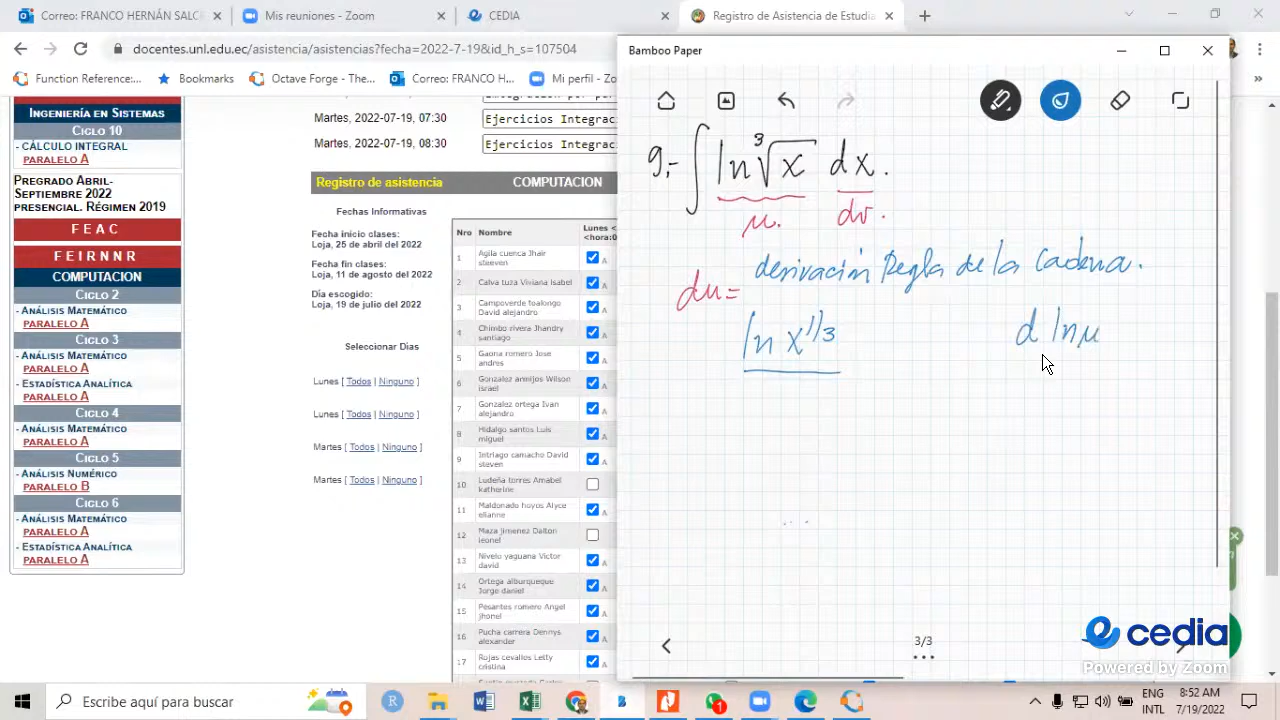 Correo: FRANCO HERNÁN SALC
Mis reuniones - Zoom
CEDIA
Registro de Asistencia de Estudia
docentes.unl.edu.ec/asistencia/asistencias?fecha=2022-7-19&id_h_s=107504
Function Reference:...
Bookmarks
Octave Forge - The...
Correo: FRANCO H...
Mi perfil - Zo
INGENIERÍA EN SISTEMAS
CICLO 10
- CÁLCULO INTEGRAL
PARALELO A
PREGRADO ABRIL-
SEPTIEMBRE 2022
PRESENCIAL. RÉGIMEN 2019
F E A C
F E I R N N R
COMPUTACION
CICLO 2
- ANÁLISIS MATEMÁTICO
PARALELO A
CICLO 3
- ANÁLISIS MATEMÁTICO
PARALELO A
- ESTADÍSTICA ANALÍTICA
PARALELO A
CICLO 4
- ANÁLISIS MATEMÁTICO
PARALELO A
CICLO 5
- ANÁLISIS NUMÉRICO
PARALELO B
CICLO 6
- ANÁLISIS MATEMÁTICO
PARALELO A
- ESTADÍSTICA ANALÍTICA
PARALELO A
Martes, 2022-07-19, 07:30
Ejercicios Integrac
Martes, 2022-07-19, 08:30
Ejercicios Integrac
Registro de asistencia
COMPUTACION
Fechas Informativas
Fecha inicio clases:
Loja, 25 de abril del 2022
Fecha fin clases:
Loja, 11 de agosto del 2022
Día escogido:
Loja, 19 de julio del 2022
Seleccionar Dias
Lunes [ Todos | Ninguno ]
Lunes [ Todos | Ninguno ]
Martes [ Todos | Ninguno ]
Martes [ Todos | Ninguno ]
Nro Nombre Lunes <
<hora:0
1 Agila cuenca Jhair steeven A
2 Calva tuza Viviana Isabel A
3 Campoverde toalongo David alejandro A
4 Chimbo rivera Jhandry santiago A
5 Gaona romero Jose andres A
6 Gonzalez armijos Wilson israel A
7 Gonzalez ortega Ivan alejandro A
8 Hidalgo santos Luis miguel A
9 Intriago camacho David steven A
10 Ludeña torres Amabel katherine
11 Maldonado hoyos Alyce elianne A
12 Maza jimenez Dalton leonel
13 Nivelo yaguana Victor david A
14 Ortega alburqueque Jorge daniel A
15 Pesantes romero Angel jhonel A
16 Pucha carrera Dennys alexander A
17 Rojas cevallos Letty cristina A
Bamboo Paper
9.- ∫ ln ∛x dx.
μ. dv.
derivación Regla de la Cadena.
du=
ln x^1/3
d ln μ
3/3
cedia
Powered by Zoom
Escribe aquí para buscar
ENG
INTL
8:52 AM
7/19/2022